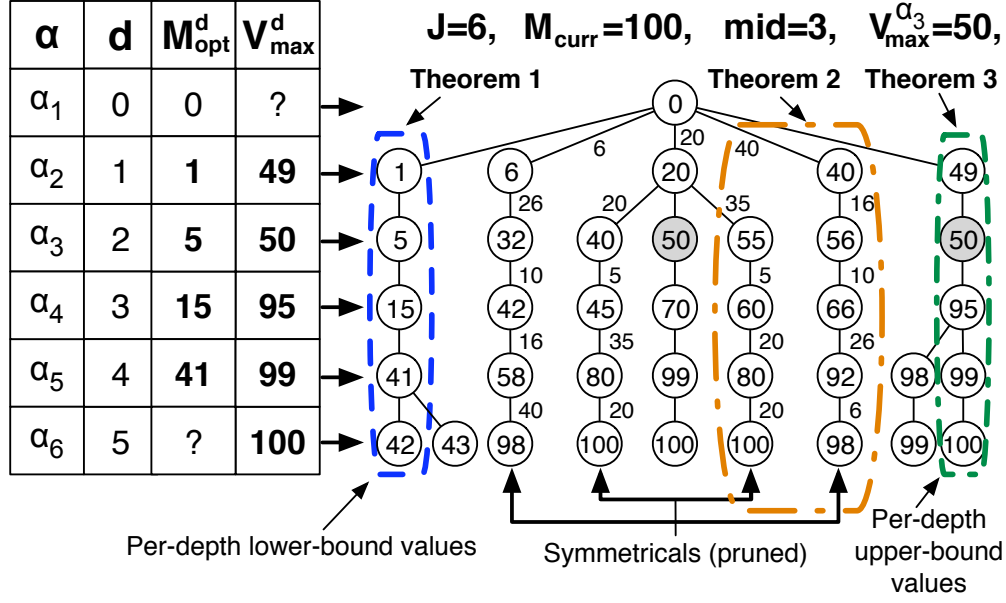 J=6, M_curr=100, mid=3, V_max^α3=50,
α d M_opt^d V_max^d
α1 0 0 ?
α2 1 1 49
α3 2 5 50
α4 3 15 95
α5 4 41 99
α6 5 ? 100
Theorem 1 Theorem 2 Theorem 3
0
6 20 40
1 6 20 40 49
26 20 35 16
5 32 40 50 55 56 50
10 5 5 10
15 42 45 70 60 66 95
16 35 20 26
41 58 80 99 80 92 98 99
40 20 20 6
42 43 98 100 100 100 98 99 100
Per-depth lower-bound values
Symmetricals (pruned)
Per-depth
upper-bound
values